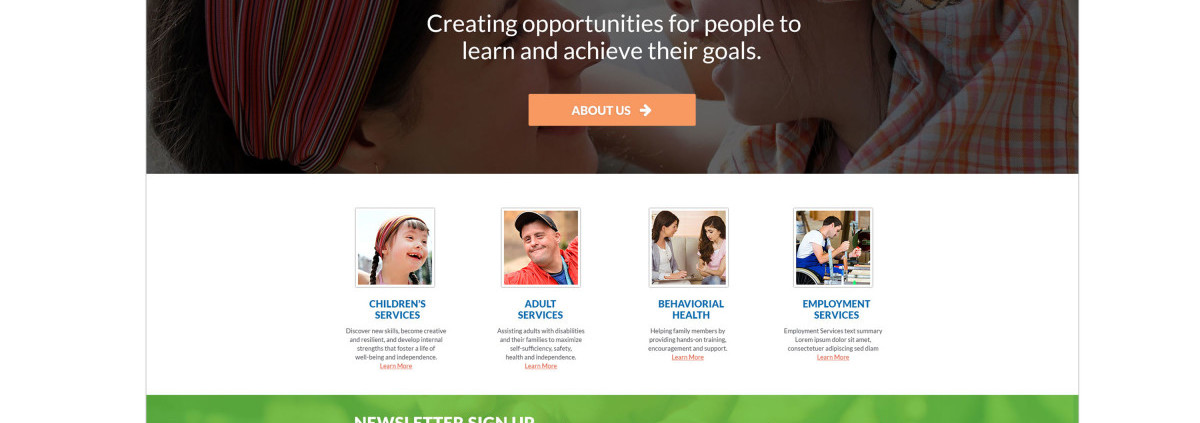 Creating opportunities for people to
learn and achieve their goals.
ABOUT US
CHILDREN'S
SERVICES
Discover new skills, become creative
and resilient, and develop internal
strengths that foster a life of
well-being and independence.
Learn More
ADULT
SERVICES
Assisting adults with disabilities
and their families to maximize
self-sufficiency, safety,
health and independence.
Learn More
BEHAVIORIAL
HEALTH
Helping family members by
providing hands-on training,
encouragement and support.
Learn More
EMPLOYMENT
SERVICES
Employment Services text summary
Lorem ipsum dolor sit amet,
consectetuer adipiscing sed diam
Learn More
NEWSLETTER SIGN UP